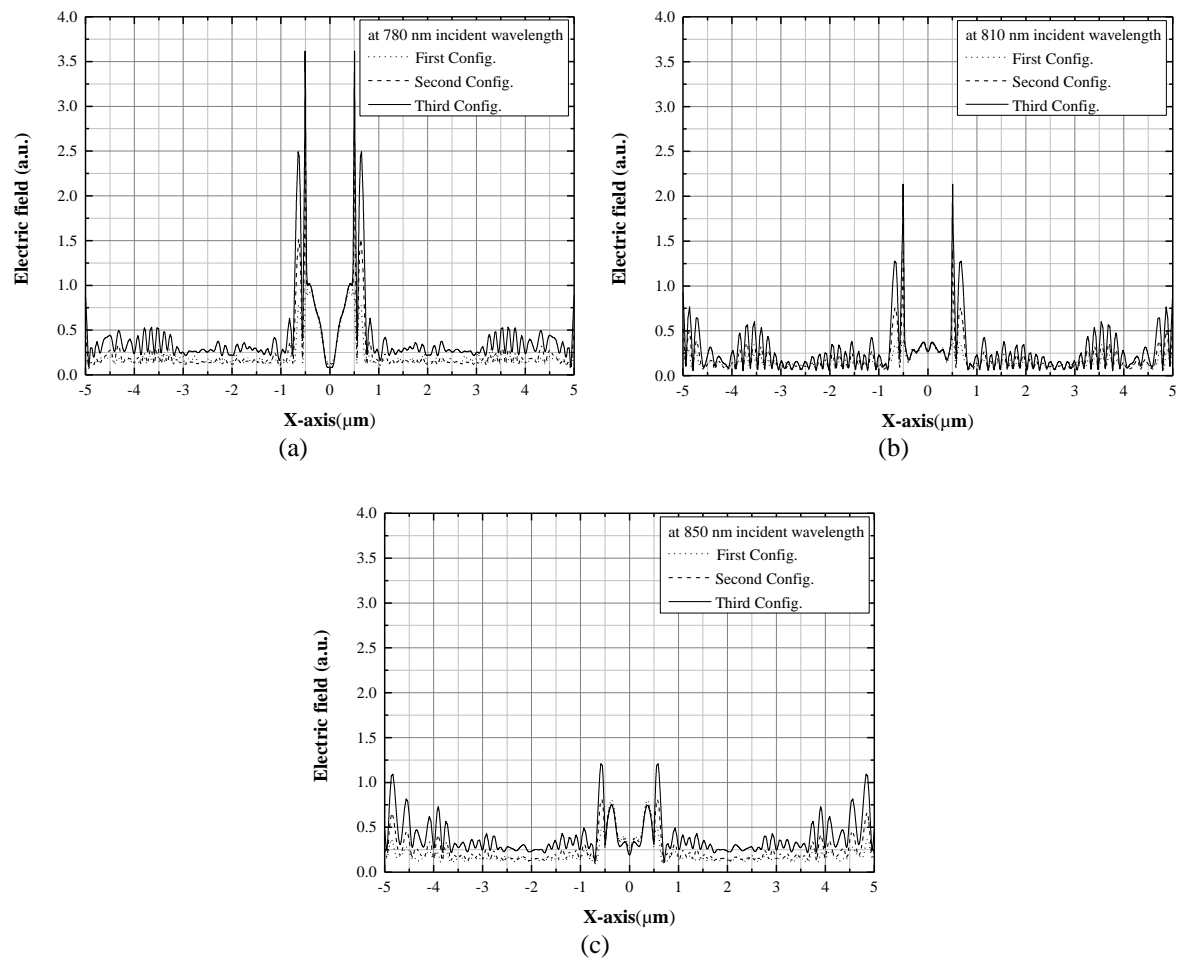 at 780 nm incident wavelength
First Config.
Second Config.
Third Config.
4.0
3.5
3.0
2.5
2.0
1.5
1.0
0.5
0.0
Electric field (a.u.)
-5 -4 -3 -2 -1 0 1 2 3 4 5
X-axis(μm)
(a)
at 810 nm incident wavelength
First Config.
Second Config.
Third Config.
4.0
3.5
3.0
2.5
2.0
1.5
1.0
0.5
0.0
Electric field (a.u.)
-5 -4 -3 -2 -1 0 1 2 3 4 5
X-axis(μm)
(b)
at 850 nm incident wavelength
First Config.
Second Config.
Third Config.
4.0
3.5
3.0
2.5
2.0
1.5
1.0
0.5
0.0
Electric field (a.u.)
-5 -4 -3 -2 -1 0 1 2 3 4 5
X-axis(μm)
(c)